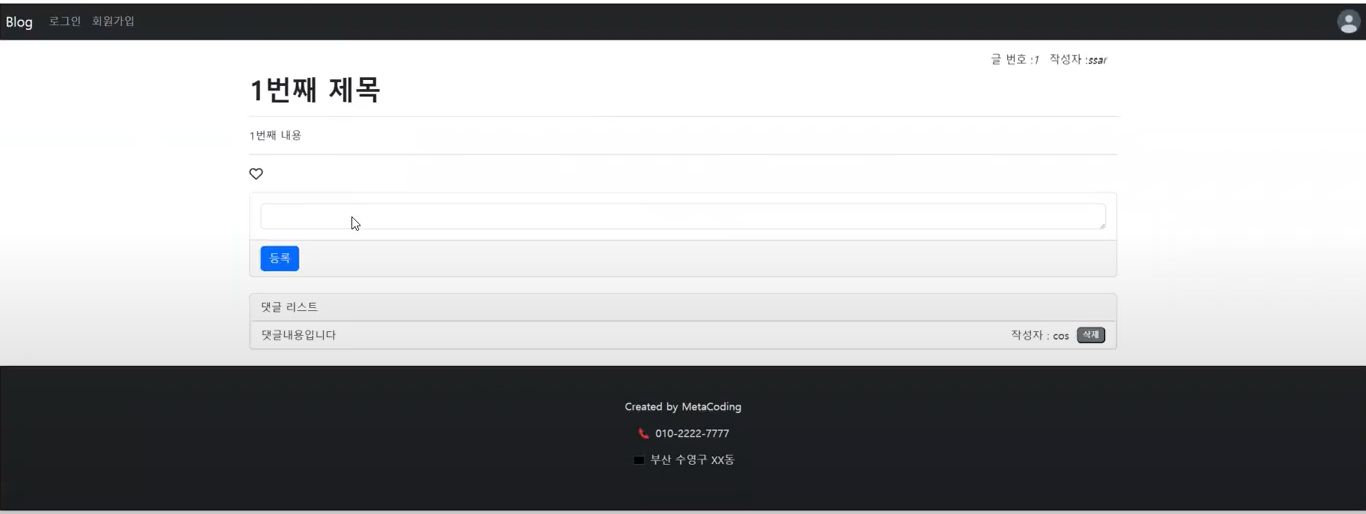 Blog 로그인 회원가입
글 번호 :1 작성자 :ssar
1번째 제목
1번째 내용
등록
댓글 리스트
댓글내용입니다 작성자 : cos 삭제
Created by MetaCoding
010-2222-7777
부산 수영구 XX동